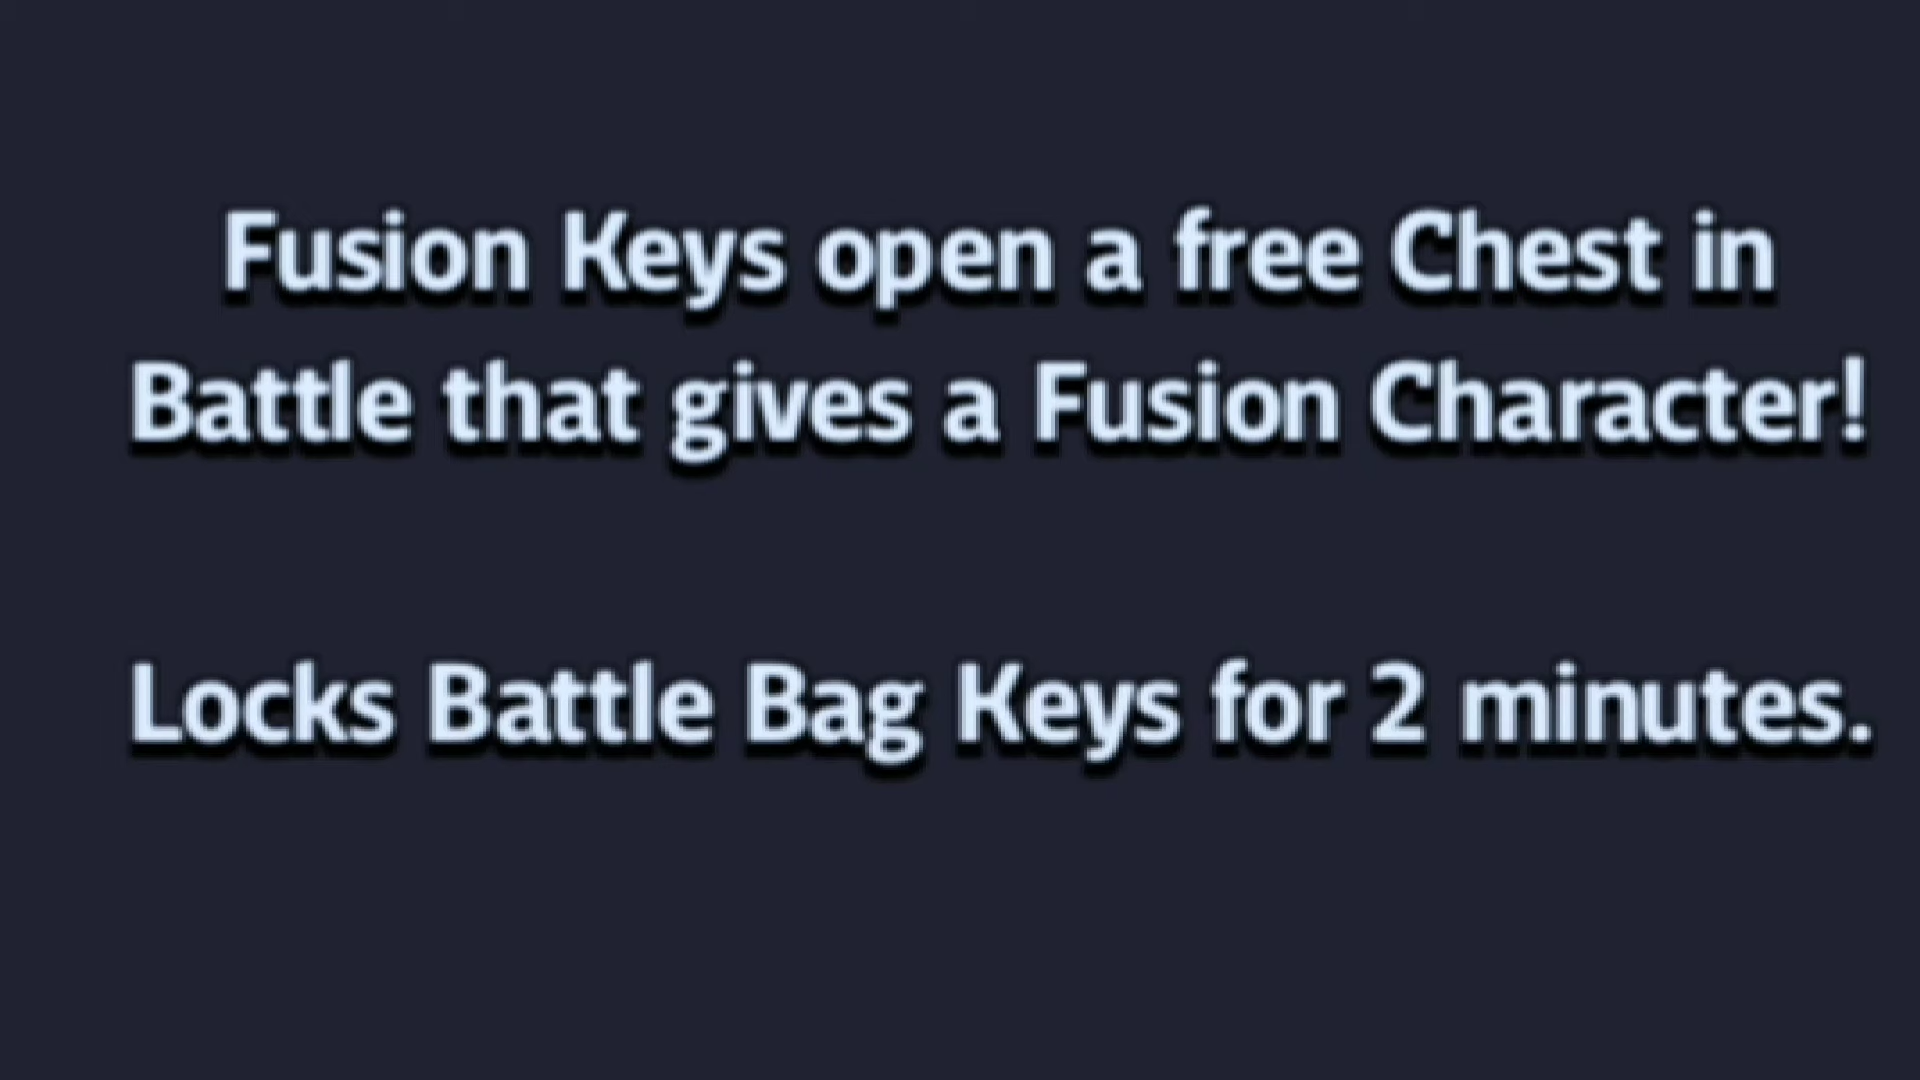 Fusion Keys open a free Chest in
Battle that gives a Fusion Character!
Locks Battle Bag Keys for 2 minutes.